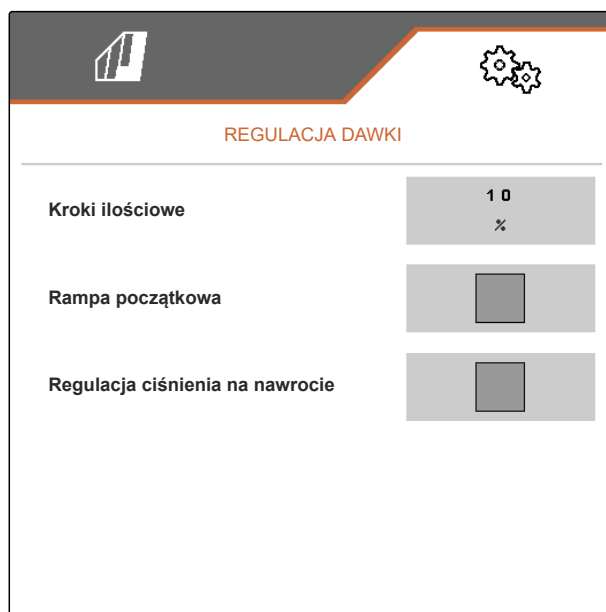 REGULACJA DAWKI
Kroki ilościowe
10
%
Rampa początkowa
Regulacja ciśnienia na nawrocie